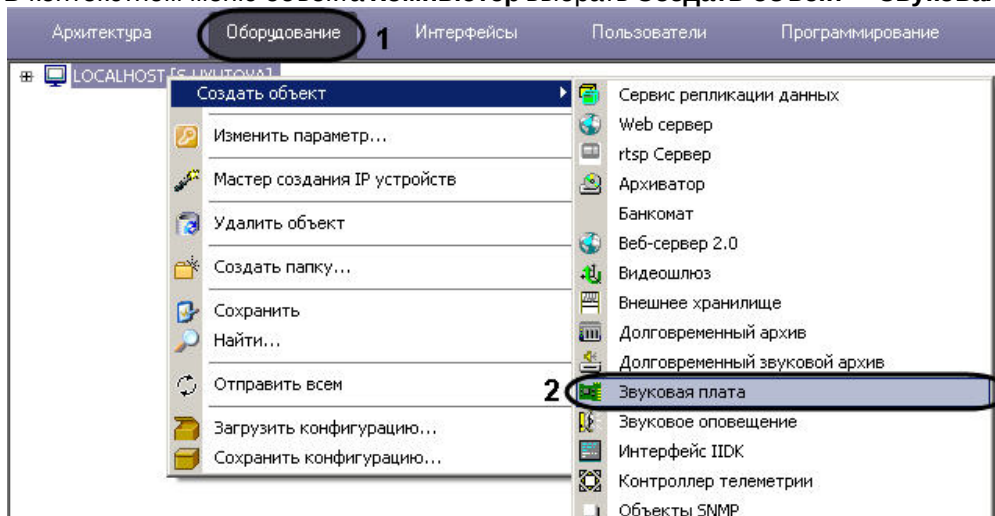 в контекстном меню объекта Компьютер выбрать Создать объект – Звуковая
Архитектура Оборудование 1 Интерфейсы Пользователи Программирование
LOCALHOST
Создать объект
Изменить параметр...
Мастер создания IP устройств
Удалить объект
Создать папку...
Сохранить
Найти...
Отправить всем
Загрузить конфигурацию...
Сохранить конфигурацию...
Сервис репликации данных
Web сервер
rtsp Сервер
Архиватор
Банкомат
Веб-сервер 2.0
Видеошлюз
Внешнее хранилище
Долговременный архив
Долговременный звуковой архив
2 Звуковая плата
Звуковое оповещение
Интерфейс IIDK
Контроллер телеметрии
Объекты SNMP